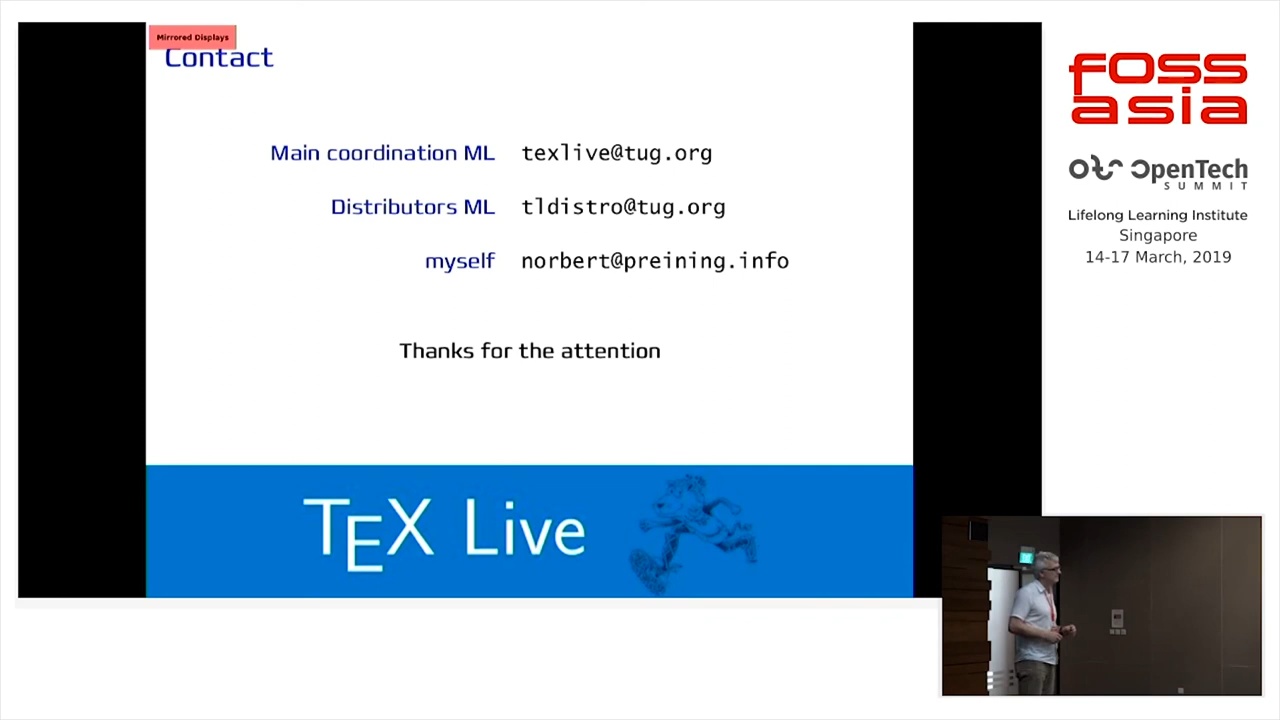 Mirrored Displays
Contact
Main coordination ML texlive@tug.org
Distributors ML tldistro@tug.org
myself norbert@preining.info
Thanks for the attention
TEX Live
fOSS
asia
OpenTech
SUMMIT
Lifelong Learning Institute
Singapore
14-17 March, 2019